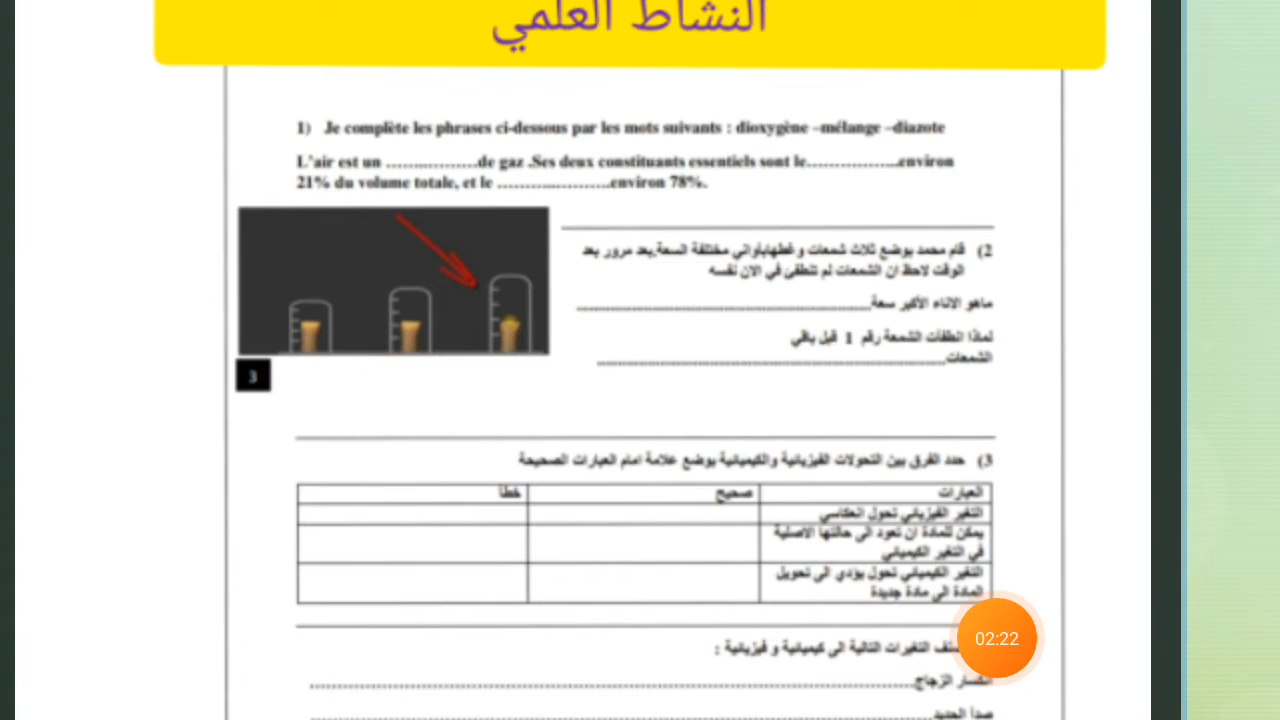 النشاط العلمي
1) Je complète les phrases ci-dessous par les mots suivants : dioxygène –mélange –diazote
L'air est un ……..………de gaz .Ses deux constituants essentiels sont le……………...environ
21% du volume totale, et le ………...……….environ 78%.
2) قام محمد بوضع ثلاث شمعات وغطهابأواني مختلفة السعة,بعد مرور بعد
الوقت لاحظ ان الشمعات لم تنطفئ في الان نفسه
ماهو الاناء الأكبر سعة........................
لماذا انطفأت الشمعة رقم 1 قبل باقي
الشمعات........................
3
3) حدد الفرق بين التحولات الفيزيائية والكيميائية بوضع علامة امام العبارات الصحيحة
العبارات صحيح خطأ
التغير الفيزيائي تحول انعكاسي
يمكن للمادة ان تعود الى حالتها الاصلية
في التغير الكيميائي
التغير الكيميائي تحول يؤدي الى تحويل
المادة الى مادة جديدة
التغيرات التالية الى كيميائية و فيزيائية :
الزجاج........................
صدأ الحديد........................
02:22